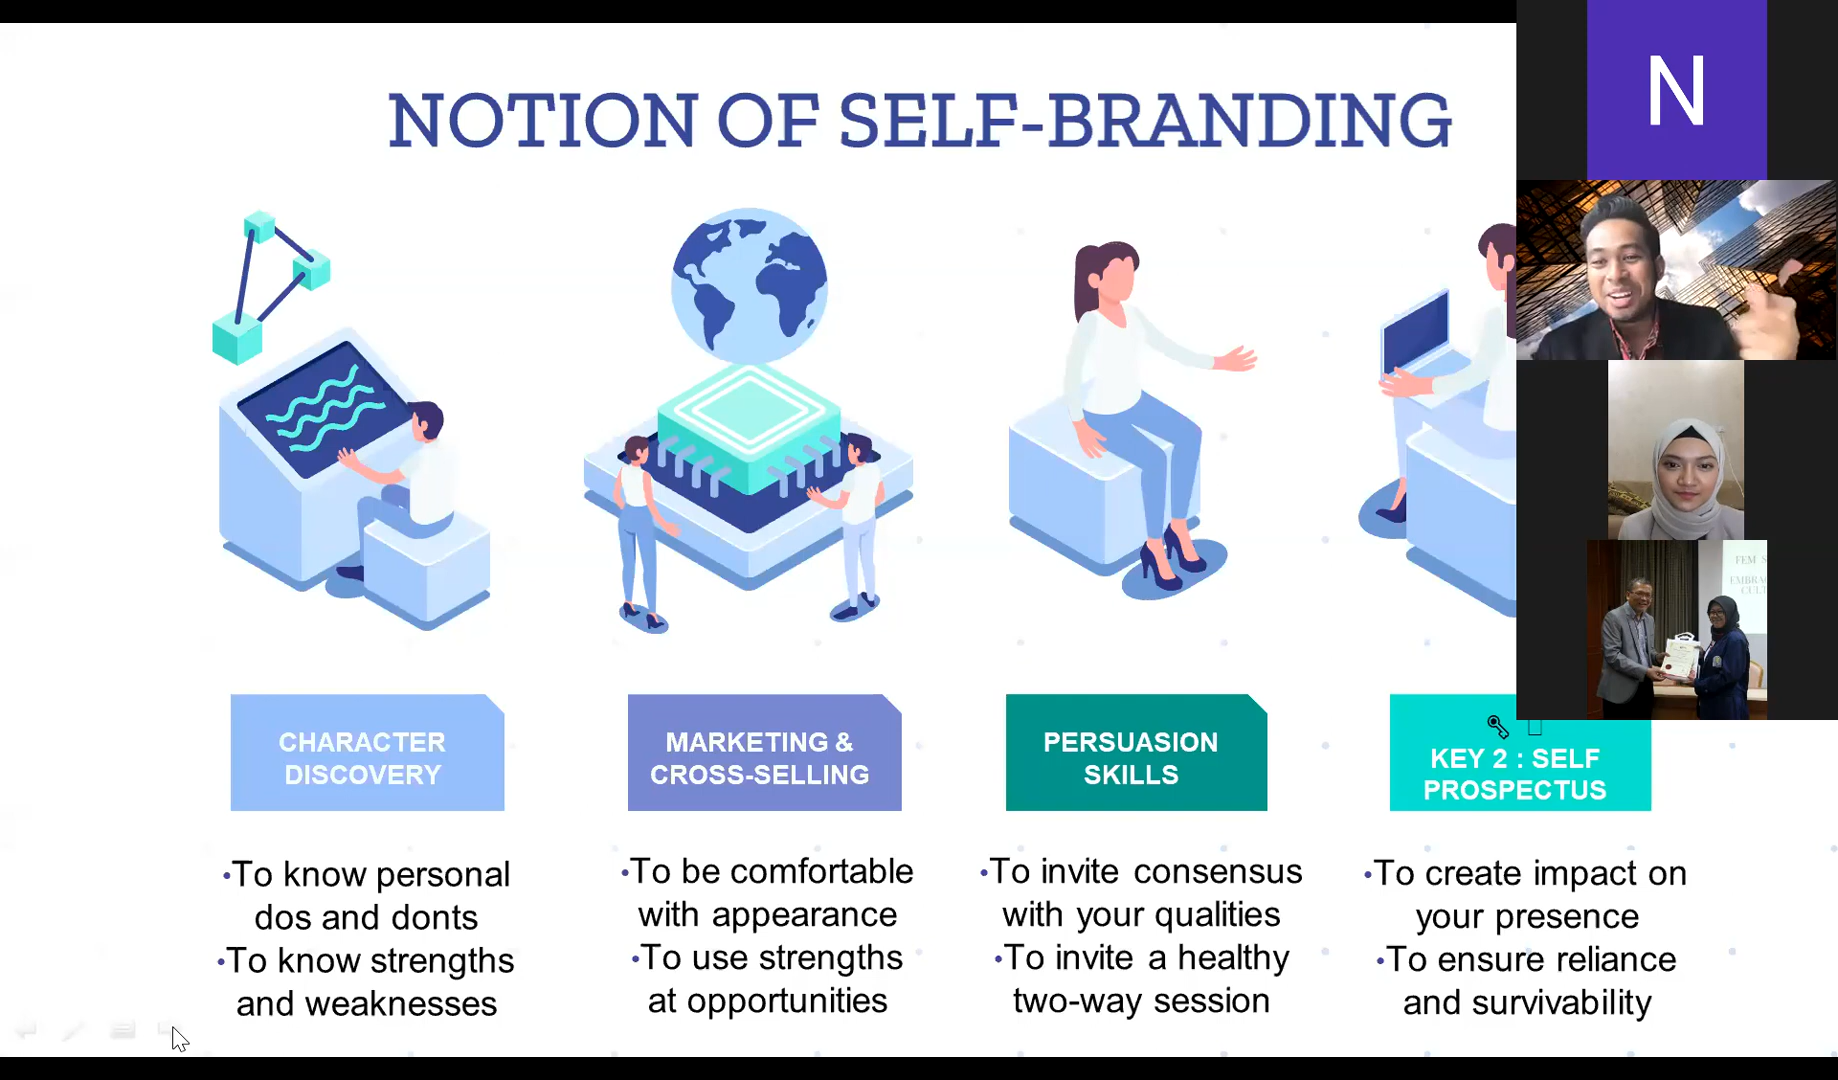 NOTION OF SELF-BRANDING
N
FEM
EMBRA
CUL
CHARACTER
DISCOVERY
MARKETING &
CROSS-SELLING
PERSUASION
SKILLS
KEY 2 : SELF
PROSPECTUS
•To know personal
dos and donts
•To know strengths
and weaknesses
•To be comfortable
with appearance
•To use strengths
at opportunities
•To invite consensus
with your qualities
•To invite a healthy
two-way session
•To create impact on
your presence
•To ensure reliance
and survivability